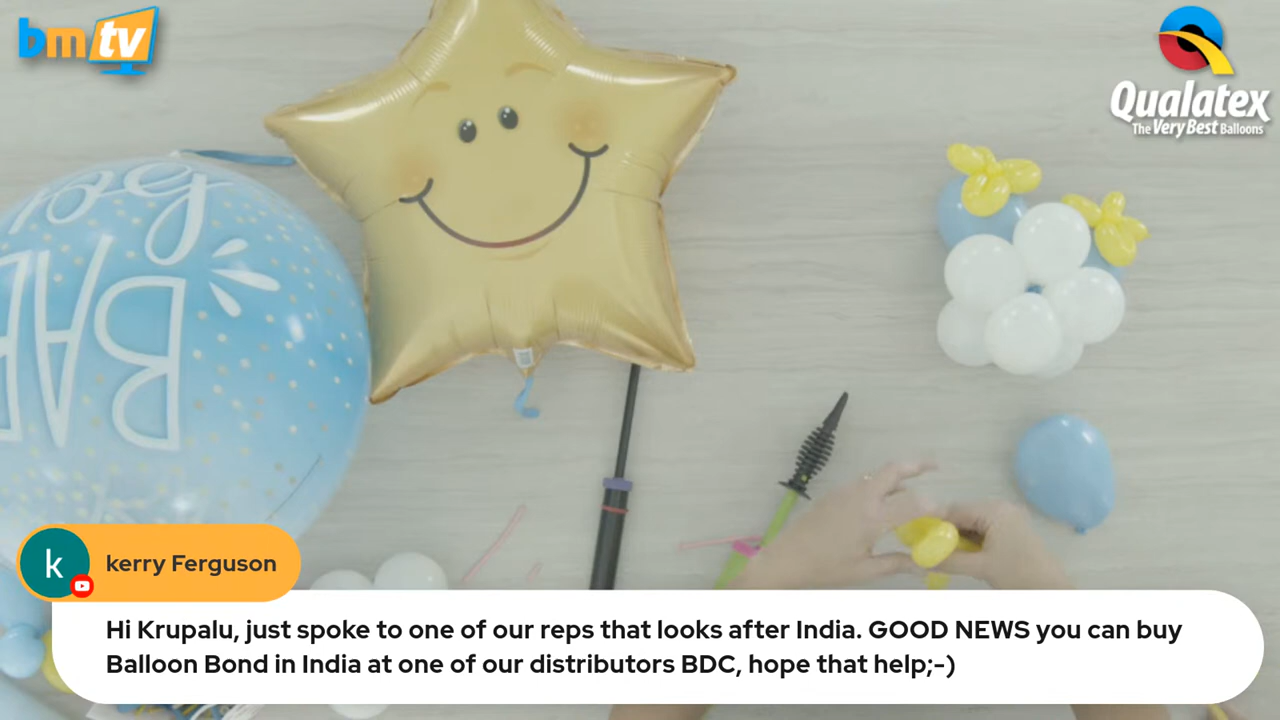 bmtv
Qualatex
The Very Best Balloons
Baby
BAB
k
kerry Ferguson
Hi Krupalu, just spoke to one of our reps that looks after India. GOOD NEWS you can buy
Balloon Bond in India at one of our distributors BDC, hope that help;-)